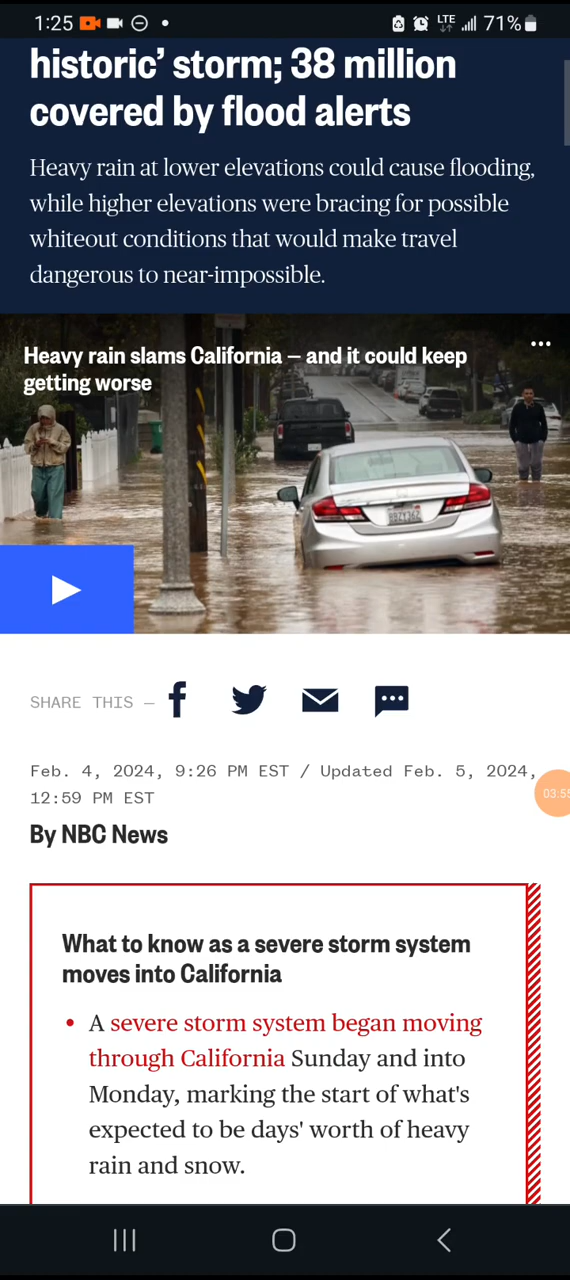 1:25 LTE 71%
historic’ storm; 38 million
covered by flood alerts
Heavy rain at lower elevations could cause flooding,
while higher elevations were bracing for possible
whiteout conditions that would make travel
dangerous to near-impossible.
Heavy rain slams California – and it could keep
getting worse
SHARE THIS —
Feb. 4, 2024, 9:26 PM EST / Updated Feb. 5, 2024,
12:59 PM EST
03:55
By NBC News
What to know as a severe storm system
moves into California
• A severe storm system began moving
through California Sunday and into
Monday, marking the start of what's
expected to be days' worth of heavy
rain and snow.